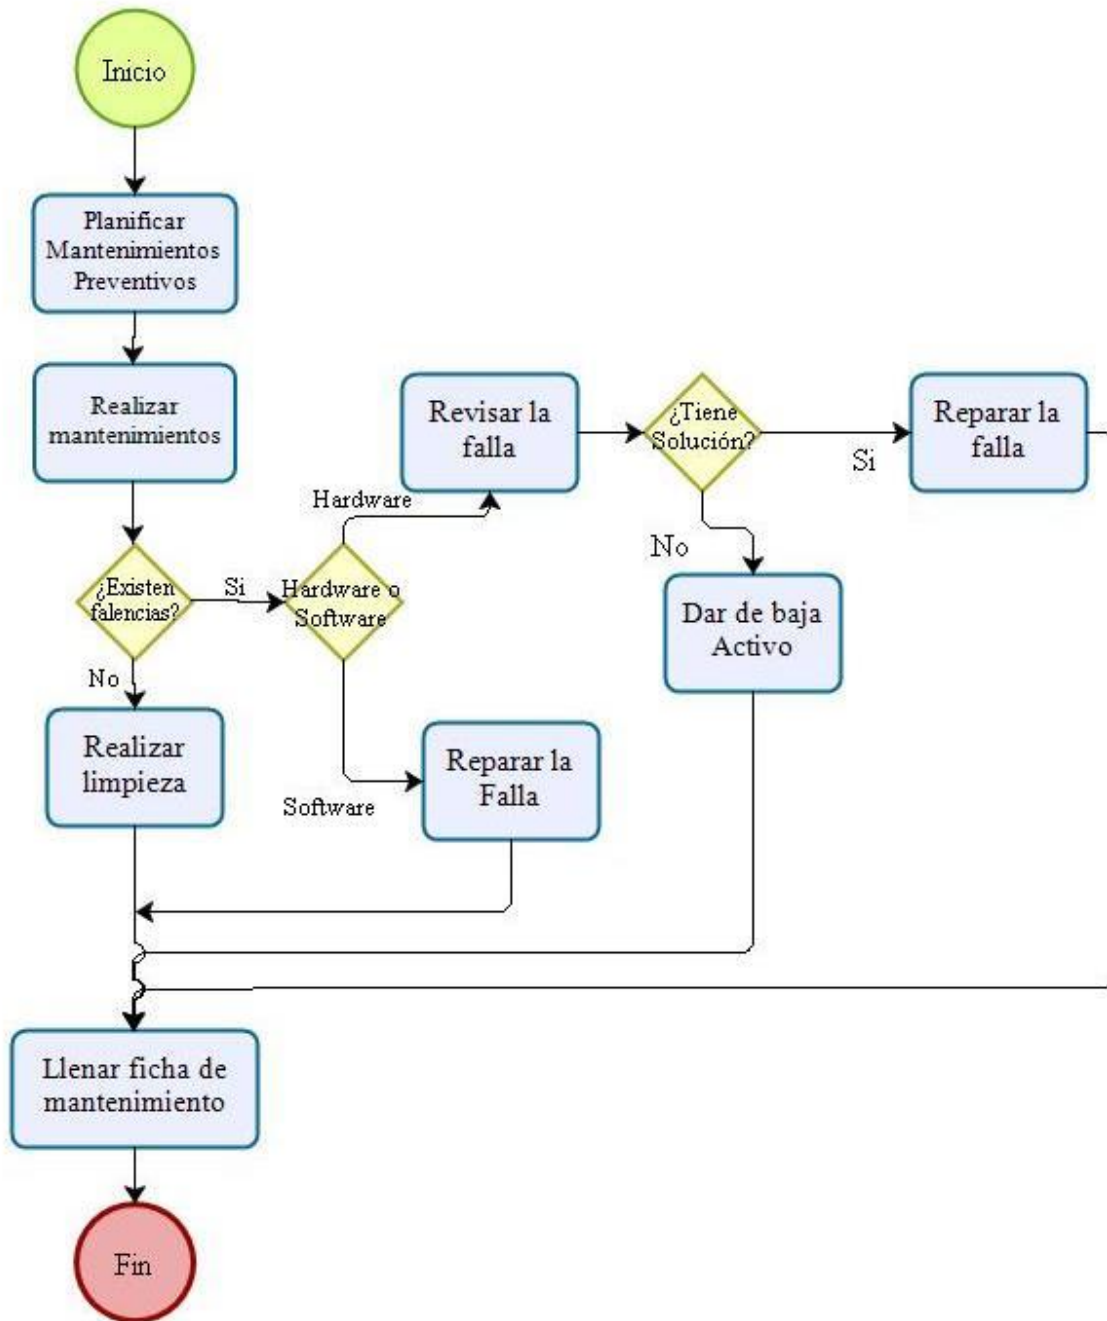 Inicio
Planificar
Mantenimientos
Preventivos
Realizar
mantenimientos
¿Existen
falencias?
Si
No
Hardware o
Software
Hardware
Software
Revisar la
falla
¿Tiene
Solución?
Si
No
Reparar la
falla
Dar de baja
Activo
Realizar
limpieza
Reparar la
Falla
Llenar ficha de
mantenimiento
Fin